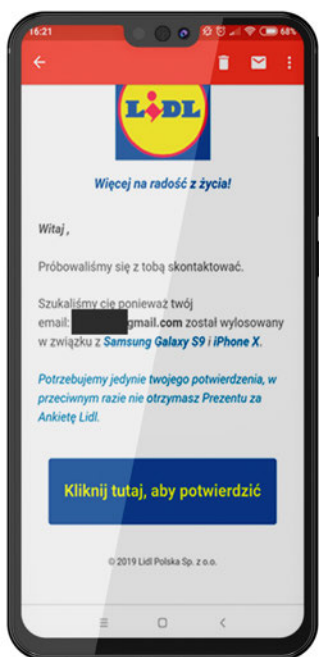 16:21
68%
LIDL
Więcej na radość z życia!
Witaj ,
Próbowaliśmy się z tobą skontaktować.
Szukaliśmy cię ponieważ twój
email: gmail.com został wylosowany
w związku z Samsung Galaxy S9 i iPhone X.
Potrzebujemy jedynie twojego potwierdzenia, w
przeciwnym razie nie otrzymasz Prezentu za
Ankietę Lidl.
Kliknij tutaj, aby potwierdzić
© 2019 Lidl Polska Sp. z o.o.